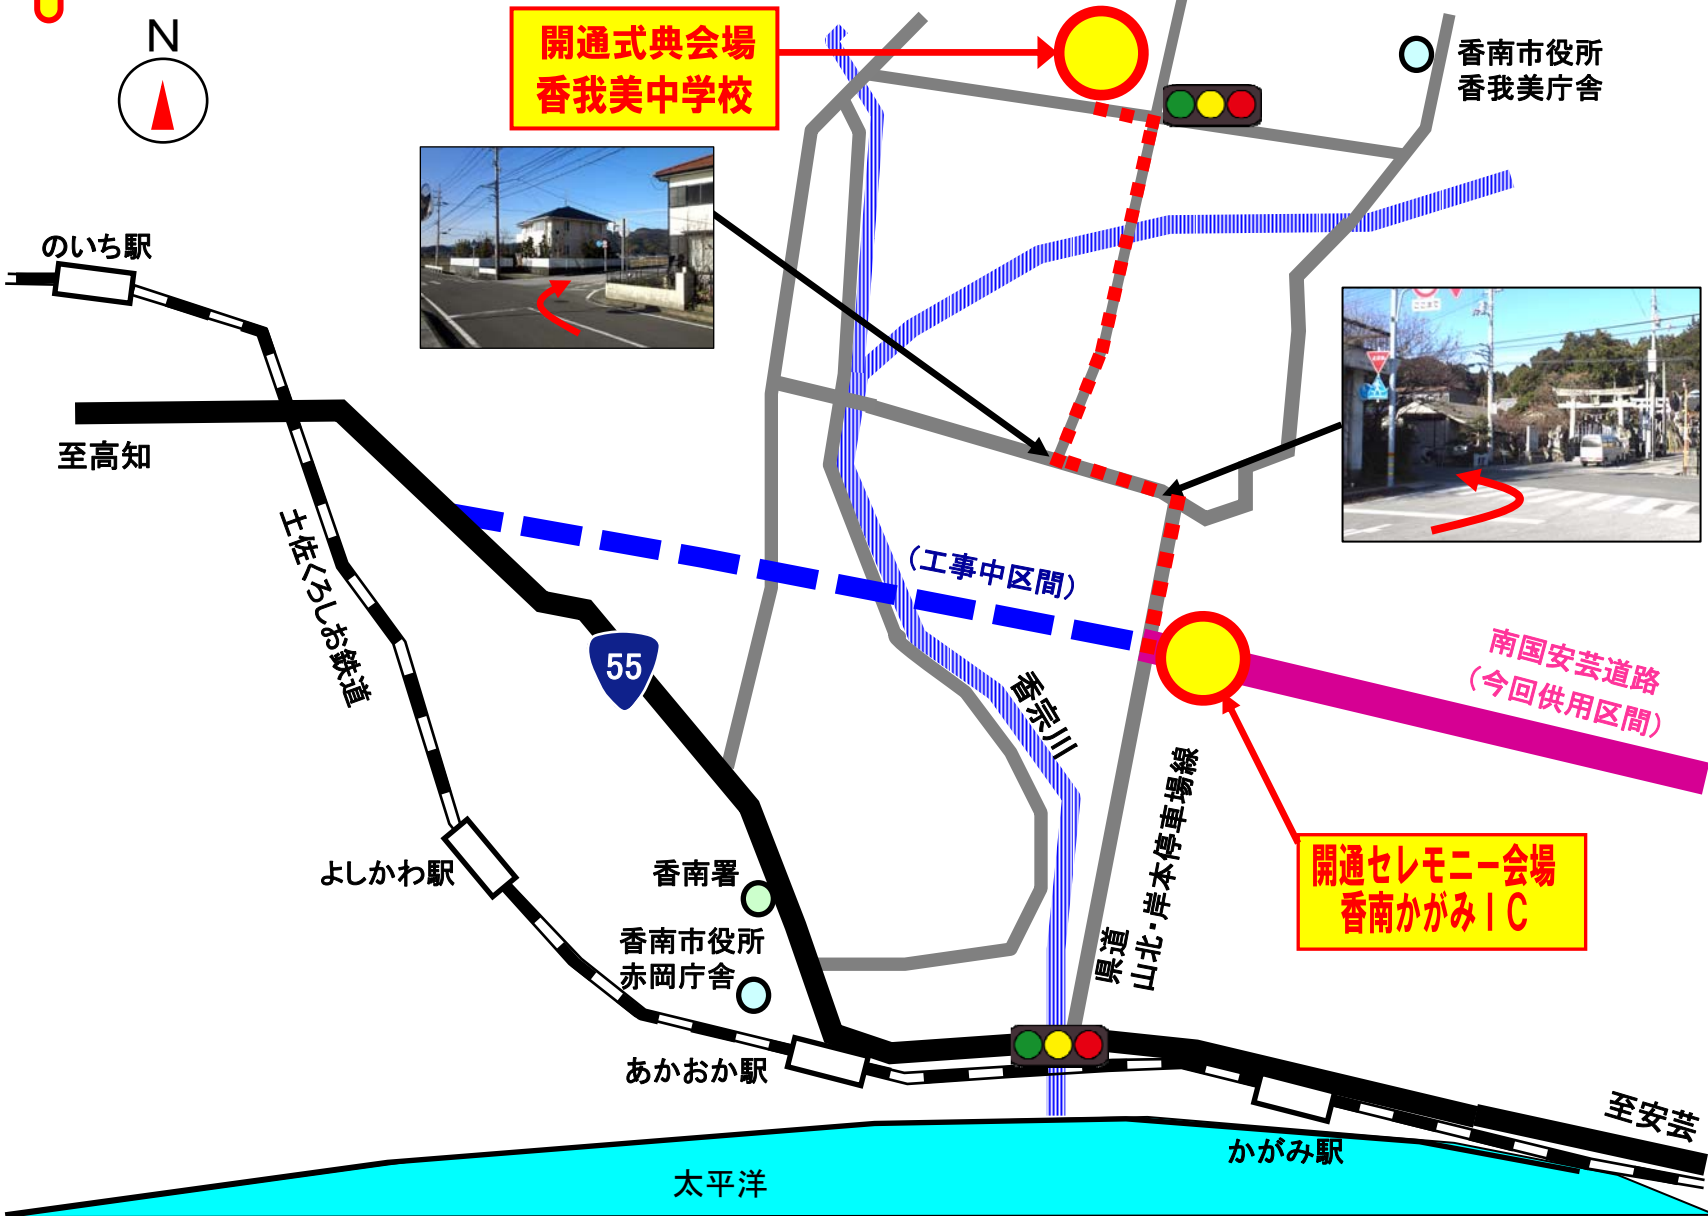 N
開通式典会場
香我美中学校
香南市役所
香我美庁舎
のいち駅
至高知
土佐くろしお鉄道
(工事中区間)
55
南国安芸道路
(今回供用区間)
香宗川
県道
山北・岸本停車場線
よしかわ駅
香南署
香南市役所
赤岡庁舎
開通セレモニー会場
香南かがみIC
あかおか駅
かがみ駅
至安芸
太平洋